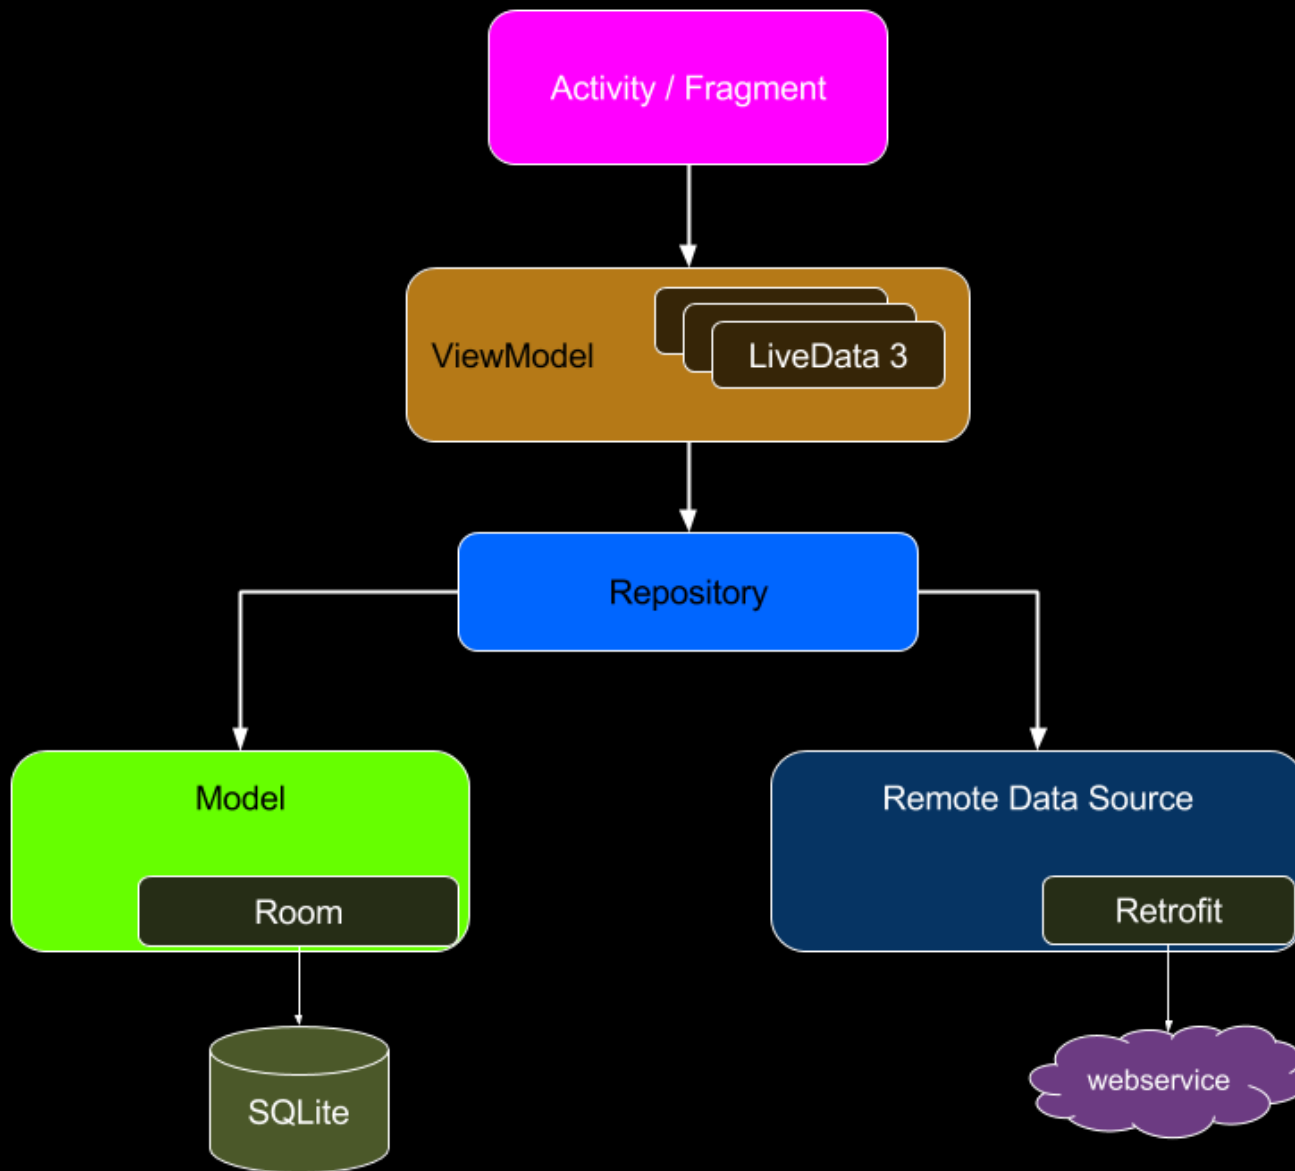 Activity / Fragment
ViewModel
LiveData 3
Repository
Model
Remote Data Source
Room
Retrofit
SQLite
webservice